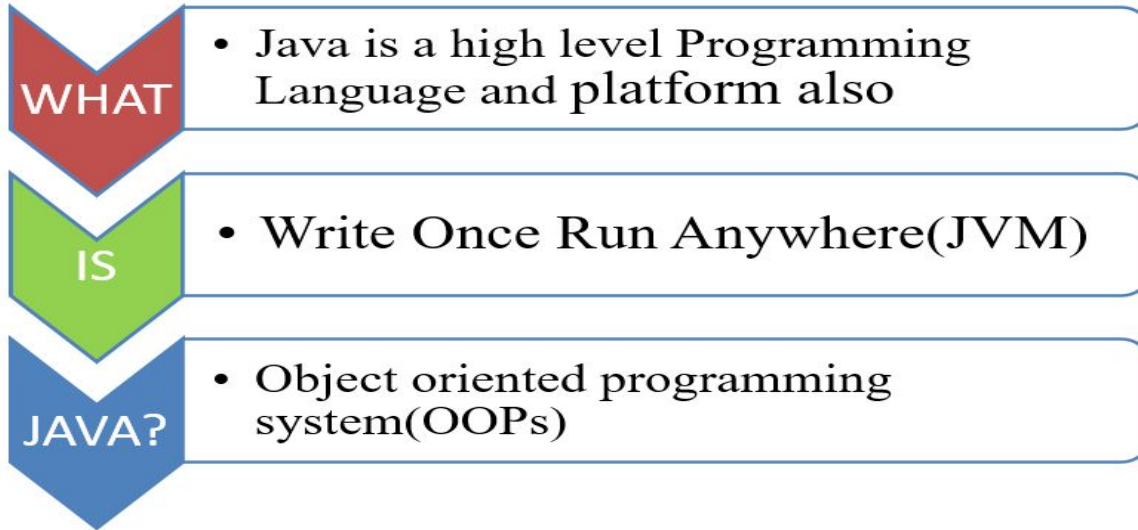 WHAT
• Java is a high level Programming
Language and platform also
IS
• Write Once Run Anywhere(JVM)
JAVA?
• Object oriented programming
system(OOPs)